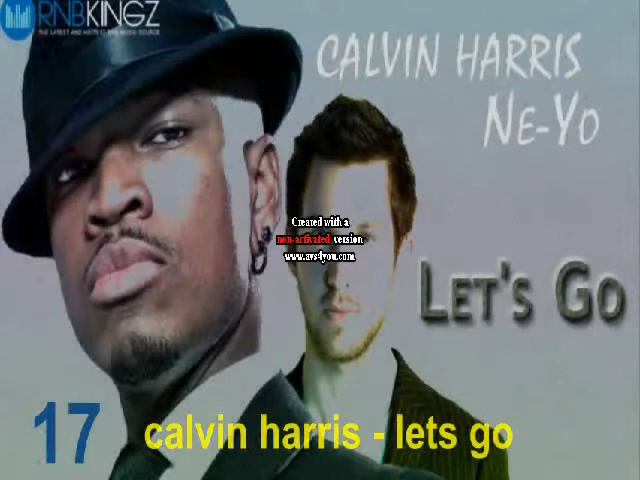 RNBKINGZ
CALVIN HARRIS
NE-YO
Created with a
non-activated version
www.avs4you.com
LET'S GO
17
calvin harris - lets go